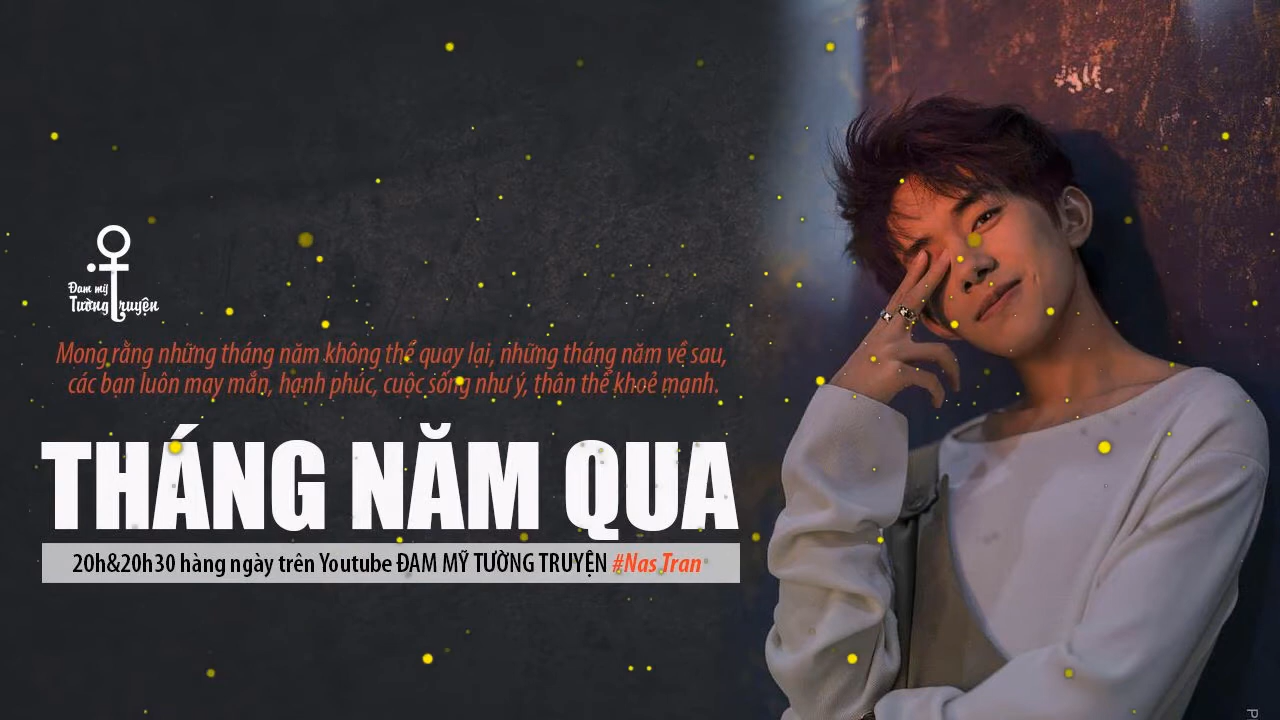 Đam mỹ
Tường truyện
Mong rằng những tháng năm không thể quay lại, những tháng năm về sau,
các bạn luôn may mắn, hạnh phúc, cuộc sống như ý, thân thể khoẻ mạnh.
THÁNG NĂM QUA
20h&20h30 hàng ngày trên Youtube ĐAM MỸ TƯỜNG TRUYỆN #Nas Tran
P